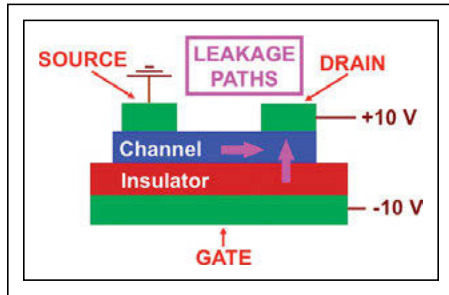 SOURCE
LEAKAGE
PATHS
DRAIN
+10 V
Channel
Insulator
-10 V
GATE